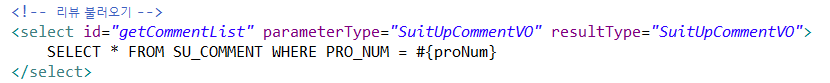 <!-- 리뷰 불러오기 -->
<select id="getCommentList" parameterType="SuitUpCommentVO" resultType="SuitUpCommentVO">
SELECT * FROM SU_COMMENT WHERE PRO_NUM = #{proNum}
</select>